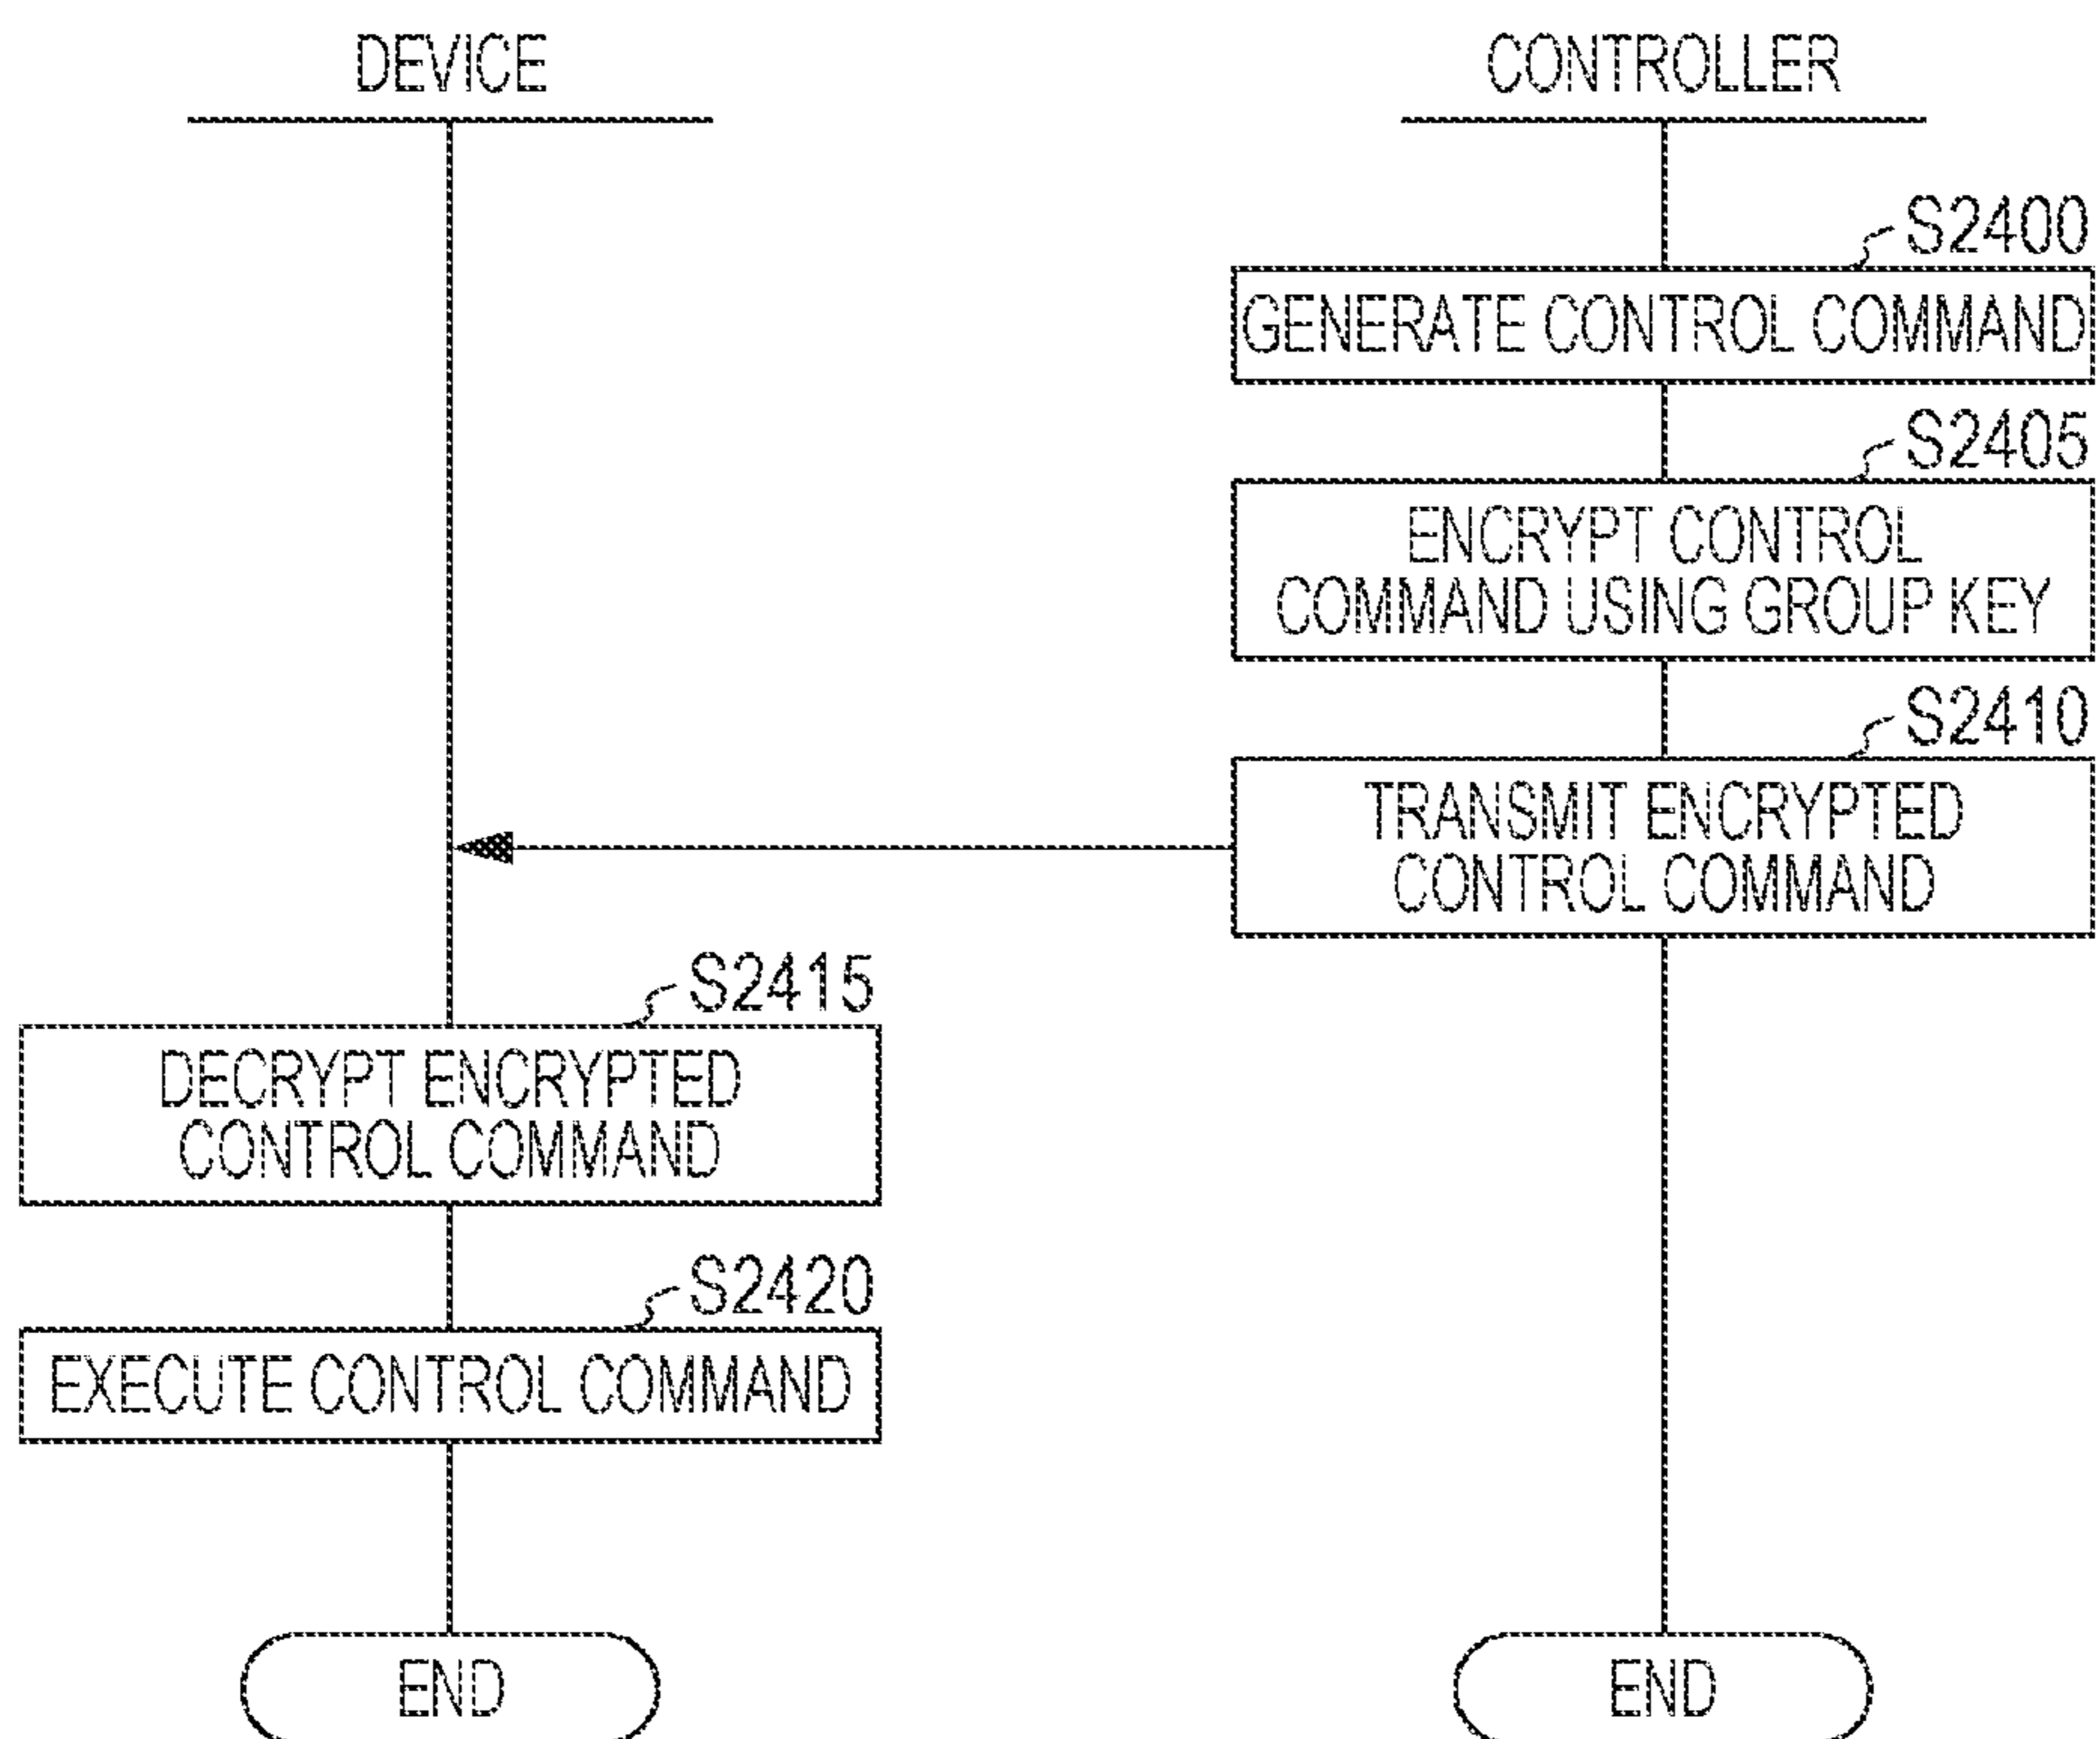 DEVICE
CONTROLLER
S2400
GENERATE CONTROL COMMAND
S2405
ENCRYPT CONTROL
COMMAND USING GROUP KEY
S2410
TRANSMIT ENCRYPTED
CONTROL COMMAND
S2415
DECRYPT ENCRYPTED
CONTROL COMMAND
S2420
EXECUTE CONTROL COMMAND
END
END